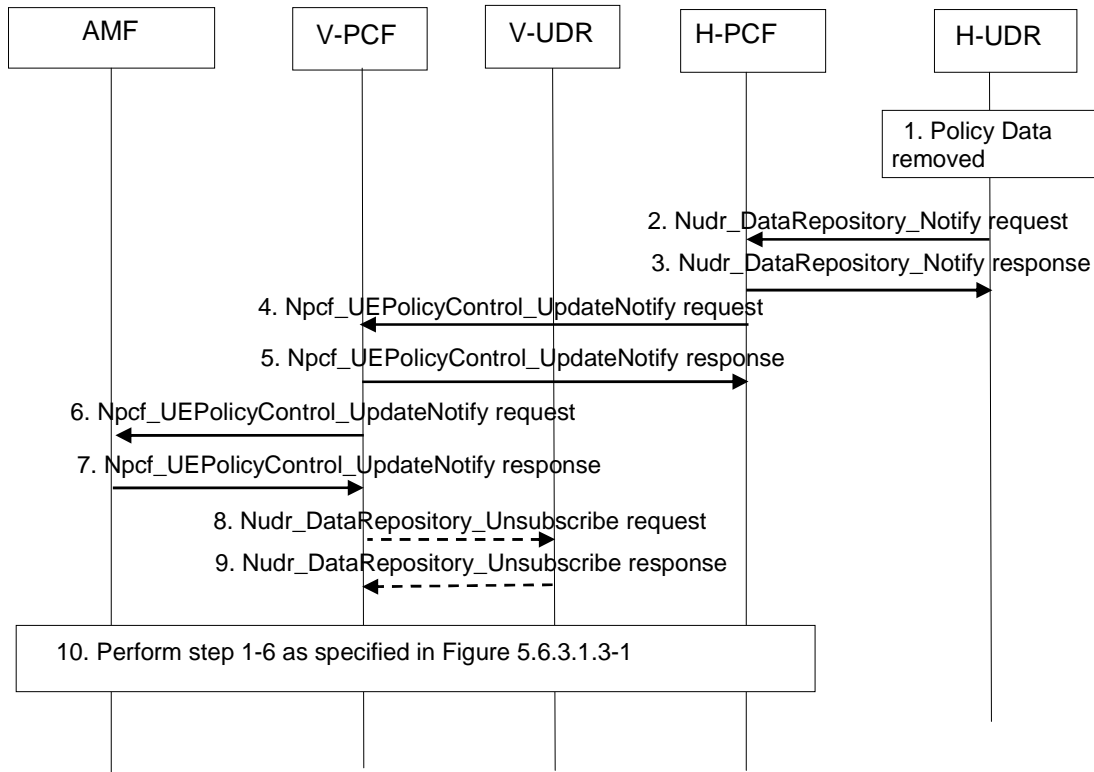 AMF
V-PCF
V-UDR
H-PCF
H-UDR
1. Policy Data
removed
2. Nudr_DataRepository_Notify request
3. Nudr_DataRepository_Notify response
4. Npcf_UEPolicyControl_UpdateNotify request
5. Npcf_UEPolicyControl_UpdateNotify response
6. Npcf_UEPolicyControl_UpdateNotify request
7. Npcf_UEPolicyControl_UpdateNotify response
8. Nudr_DataRepository_Unsubscribe request
9. Nudr_DataRepository_Unsubscribe response
10. Perform step 1-6 as specified in Figure 5.6.3.1.3-1